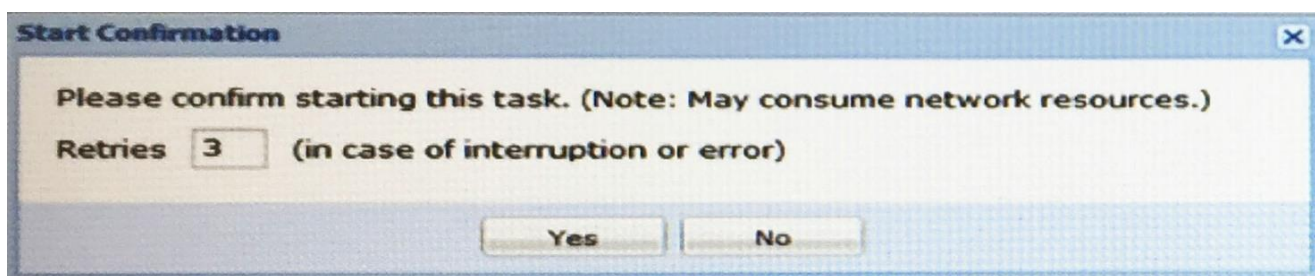 Start Confirmation
Please confirm starting this task. (Note: May consume network resources.)
Retries 3 (in case of interruption or error)
Yes No